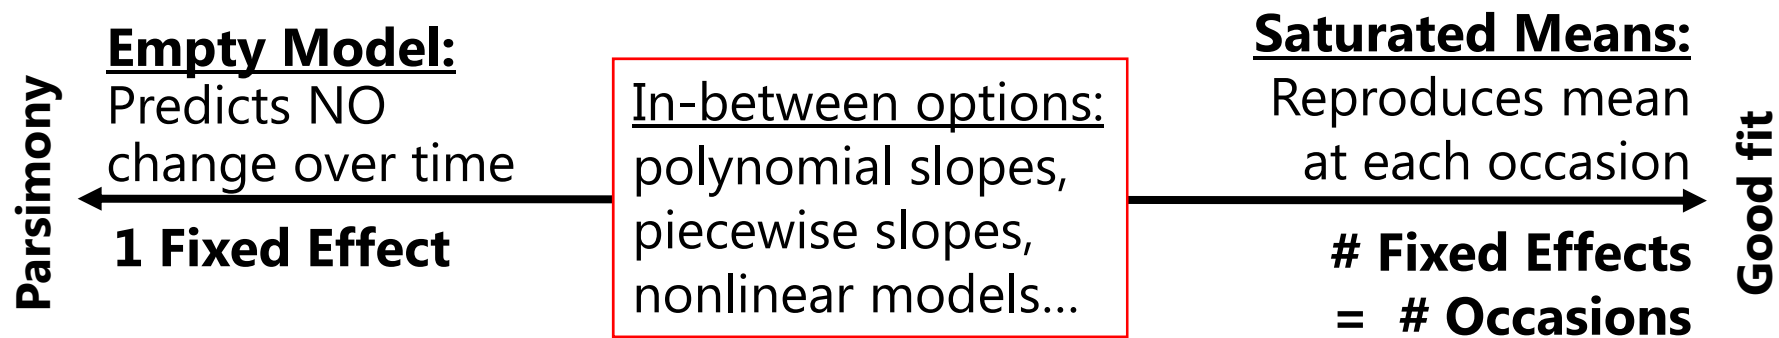 Parsimony
Empty Model:
Predicts NO
change over time
1 Fixed Effect
In-between options:
polynomial slopes,
piecewise slopes,
nonlinear models…
Saturated Means:
Reproduces mean
at each occasion
# Fixed Effects
= # Occasions
Good fit